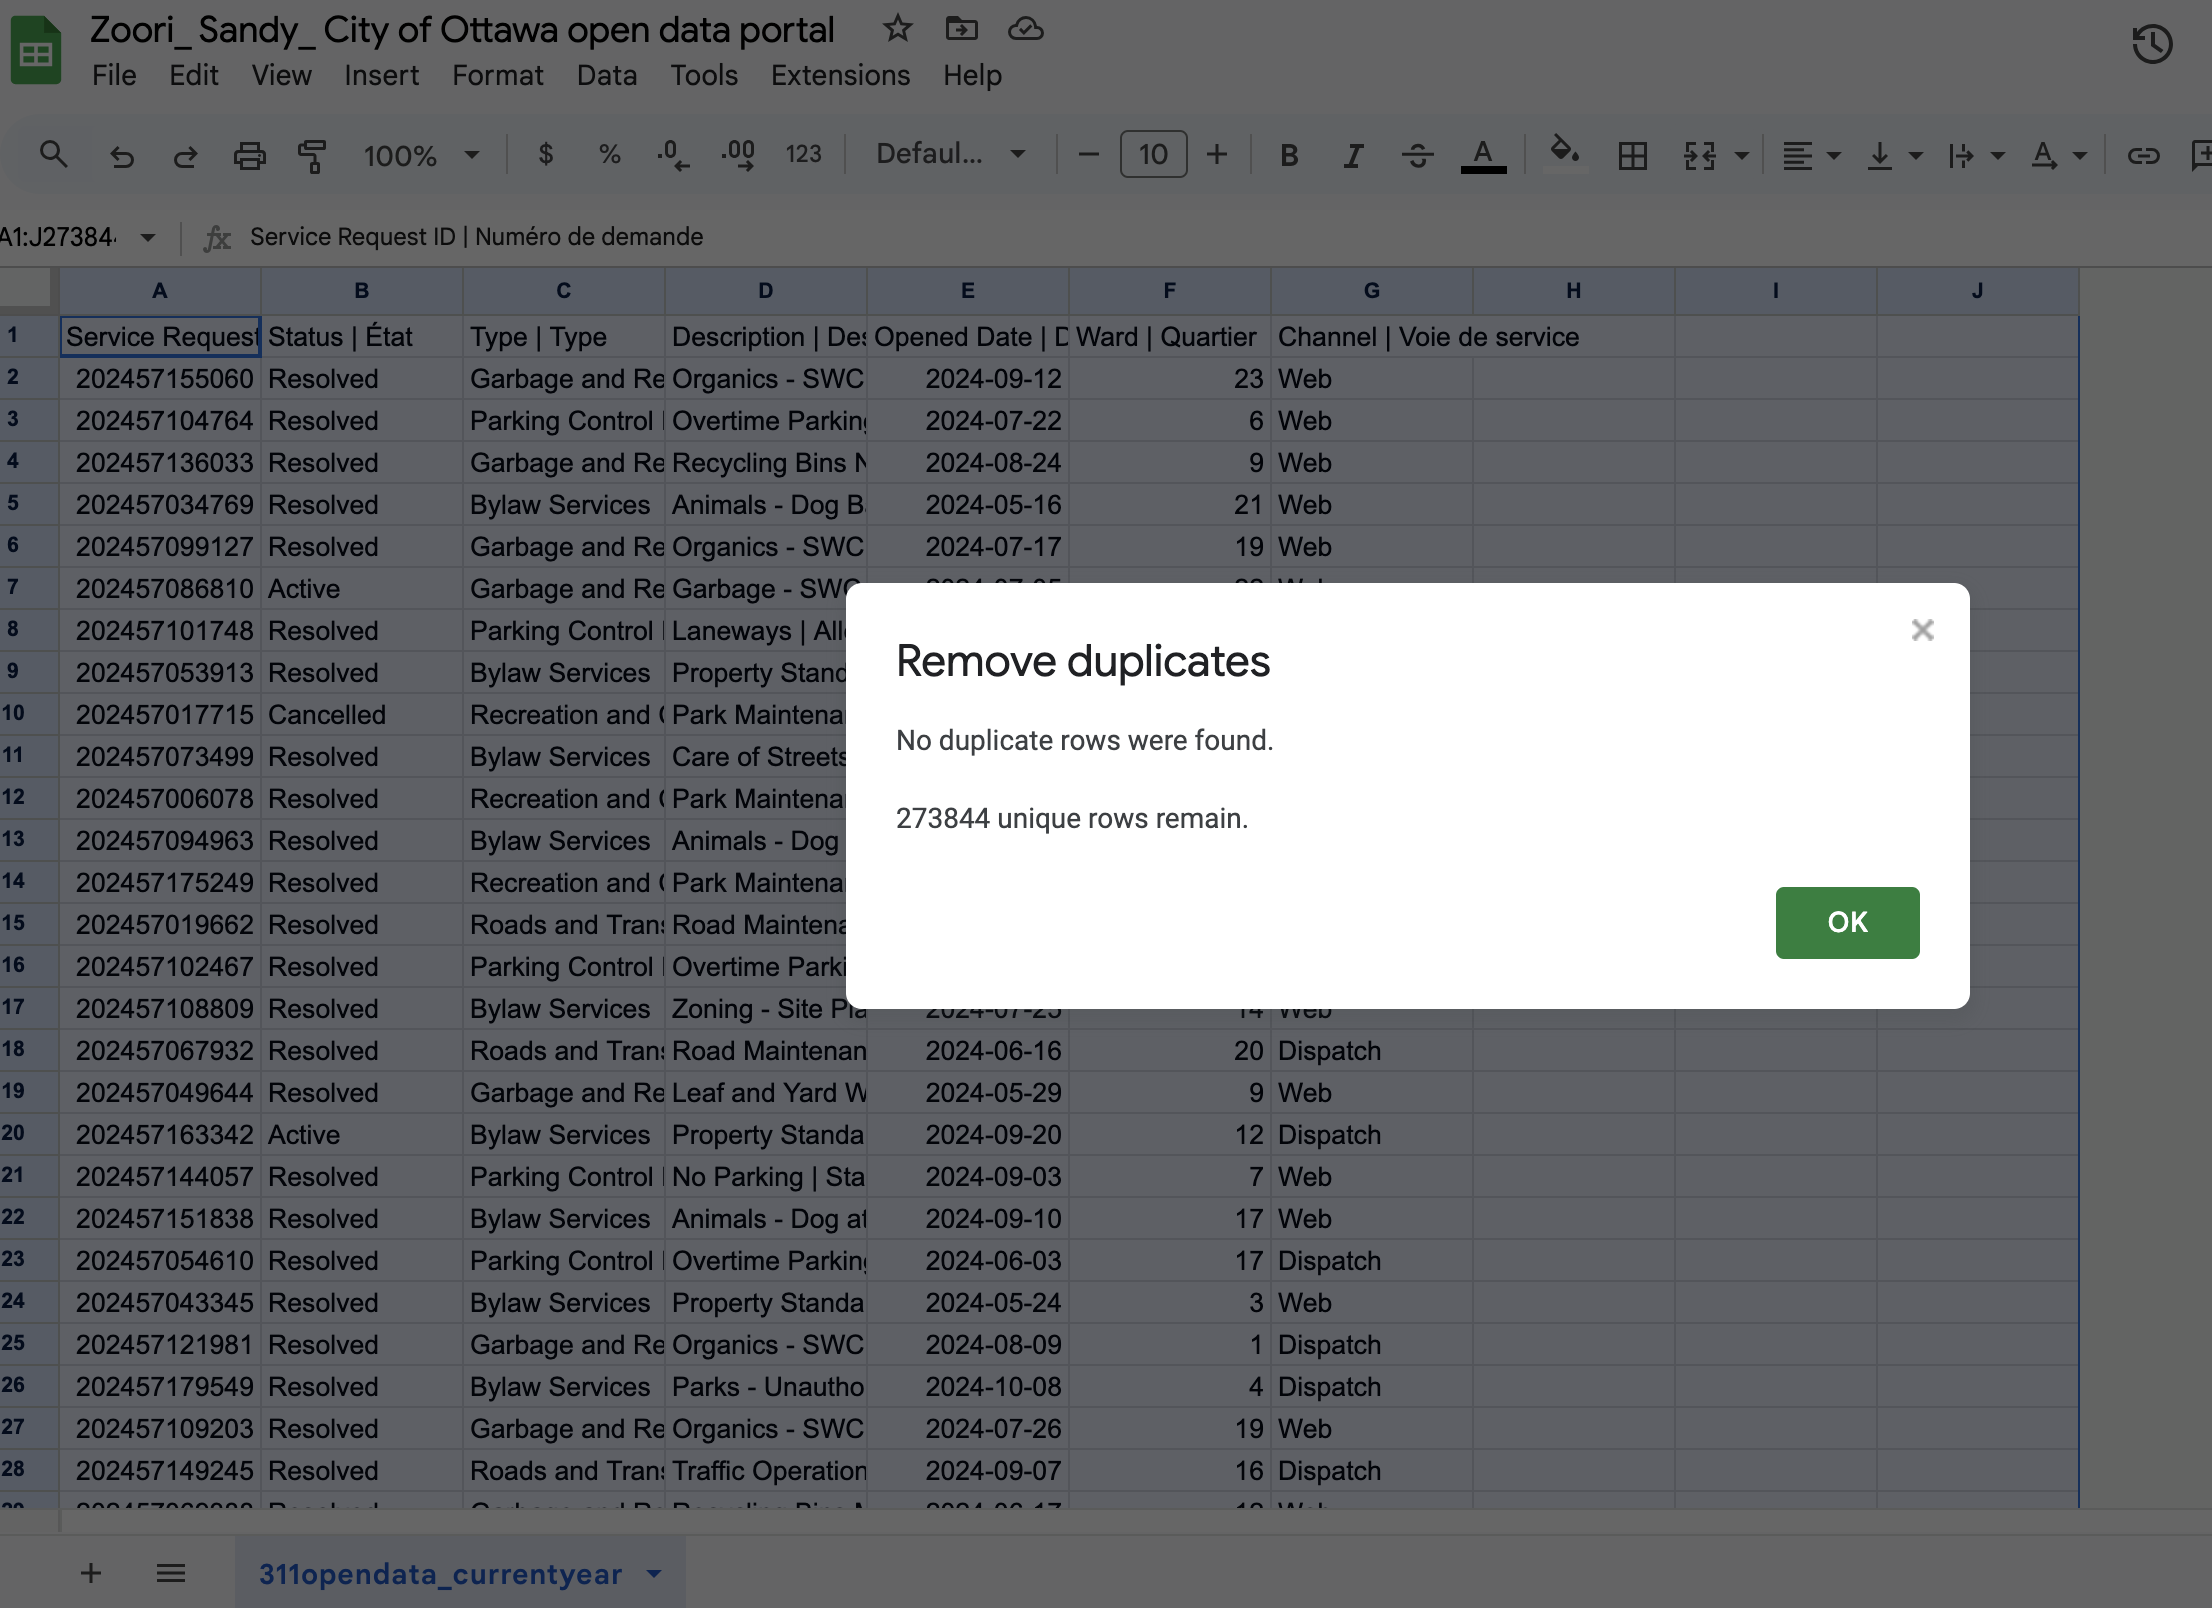 Zoori_ Sandy_ City of Ottawa open data portal
File Edit View Insert Format Data Tools Extensions Help
100% $ % .0 .00 123 Defaul... 10 B I A
Service Request ID | Numéro de demande
A B C D E F G H I J
1 Service Request Status | État Type | Type Description | Des Opened Date | D Ward | Quartier Channel | Voie de service
2 202457155060 Resolved Garbage and Re Organics - SWC 2024-09-12 23 Web
3 202457104764 Resolved Parking Control Overtime Parking 2024-07-22 6 Web
4 202457136033 Resolved Garbage and Re Recycling Bins N 2024-08-24 9 Web
5 202457034769 Resolved Bylaw Services Animals - Dog B 2024-05-16 21 Web
6 202457099127 Resolved Garbage and Re Organics - SWC 2024-07-17 19 Web
7 202457086810 Active Garbage and Re Garbage - SWC
8 202457101748 Resolved Parking Control Laneways | All
9 202457053913 Resolved Bylaw Services Property Stand
10 202457017715 Cancelled Recreation and Park Maintena
11 202457073499 Resolved Bylaw Services Care of Streets
12 202457006078 Resolved Recreation and Park Maintena
13 202457094963 Resolved Bylaw Services Animals - Dog
14 202457175249 Resolved Recreation and Park Maintena
15 202457019662 Resolved Roads and Trans Road Maintena
16 202457102467 Resolved Parking Control Overtime Parki
17 202457108809 Resolved Bylaw Services Zoning - Site Pla 14 Web
18 202457067932 Resolved Roads and Trans Road Maintenan 2024-06-16 20 Dispatch
19 202457049644 Resolved Garbage and Re Leaf and Yard W 2024-05-29 9 Web
20 202457163342 Active Bylaw Services Property Standa 2024-09-20 12 Dispatch
21 202457144057 Resolved Parking Control No Parking | Sta 2024-09-03 7 Web
22 202457151838 Resolved Bylaw Services Animals - Dog at 2024-09-10 17 Web
23 202457054610 Resolved Parking Control Overtime Parking 2024-06-03 17 Dispatch
24 202457043345 Resolved Bylaw Services Property Standa 2024-05-24 3 Web
25 202457121981 Resolved Garbage and Re Organics - SWC 2024-08-09 1 Dispatch
26 202457179549 Resolved Bylaw Services Parks - Unautho 2024-10-08 4 Dispatch
27 202457109203 Resolved Garbage and Re Organics - SWC 2024-07-26 19 Web
28 202457149245 Resolved Roads and Trans Traffic Operation 2024-09-07 16 Dispatch
Remove duplicates
No duplicate rows were found.
273844 unique rows remain.
OK
311opendata_currentyear